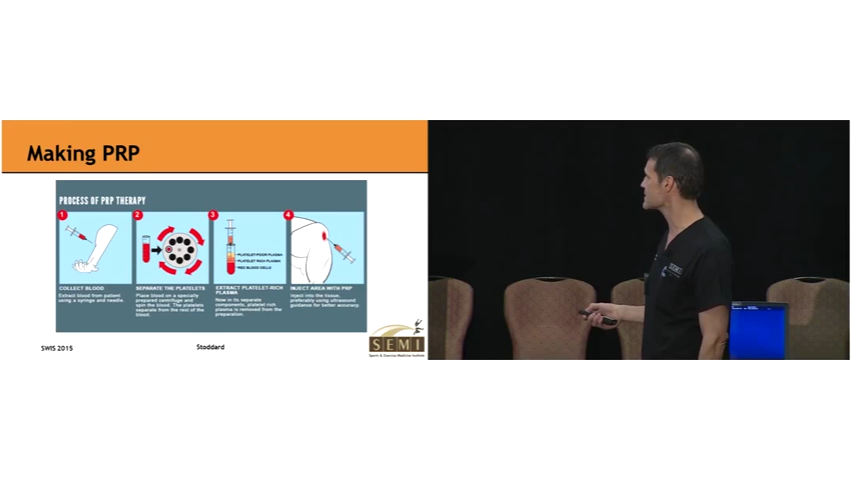 Making PRP
PROCESS OF PRP THERAPY
1
2
3
4
PLATELET-POOR PLASMA
PLATELET RICH PLASMA
RED BLOOD CELLS
COLLECT BLOOD
Extract blood from patient
using a syringe and needle.
SEPARATE THE PLATELETS
Place blood on a specially
prepared centrifuge and
spin the blood. The platelets
separate from the rest of the
blood.
EXTRACT PLATELET-RICH
PLASMA
Now in its separate
components, platelet rich
plasma is removed from the
preparation.
INJECT AREA WITH PRP
Inject into the tissue,
preferably using ultrasound
guidance for better accuracy
SWIS 2015
Stoddard
SEMI
Sports & Exercise Medicine Institute